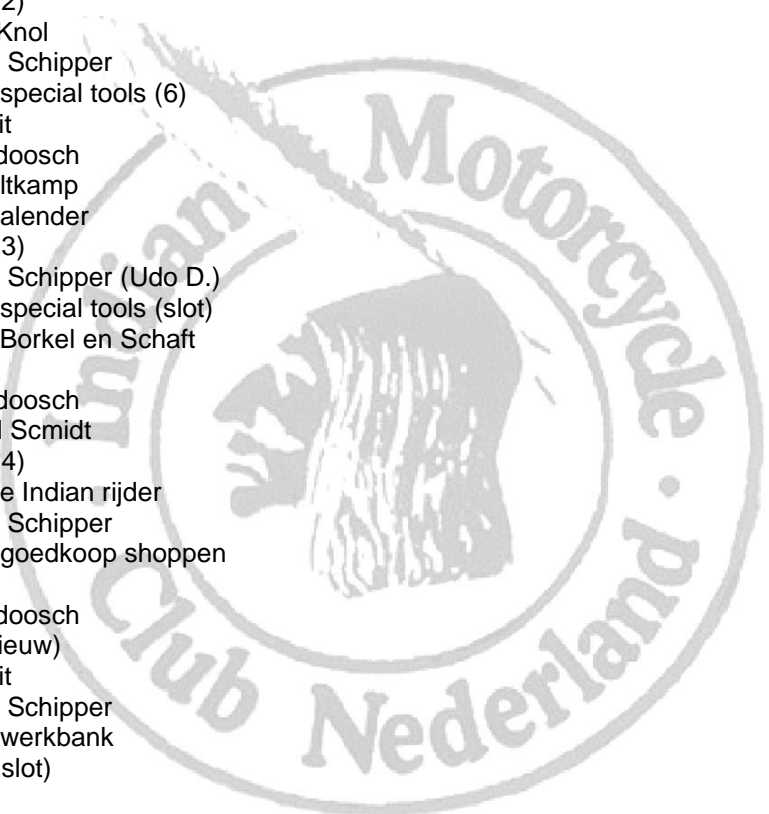 2)
Knol
Schipper
special tools (6)
it
doosch
ltkamp
alender
3)
Schipper (Udo D.)
special tools (slot)
Borkel en Schaft
doosch
l Scmidt
4)
e Indian rijder
Schipper
goedkoop shoppen
doosch
ieuw)
it
Schipper
werkbank
slot)
Indian Motorcycle
Club Nederland